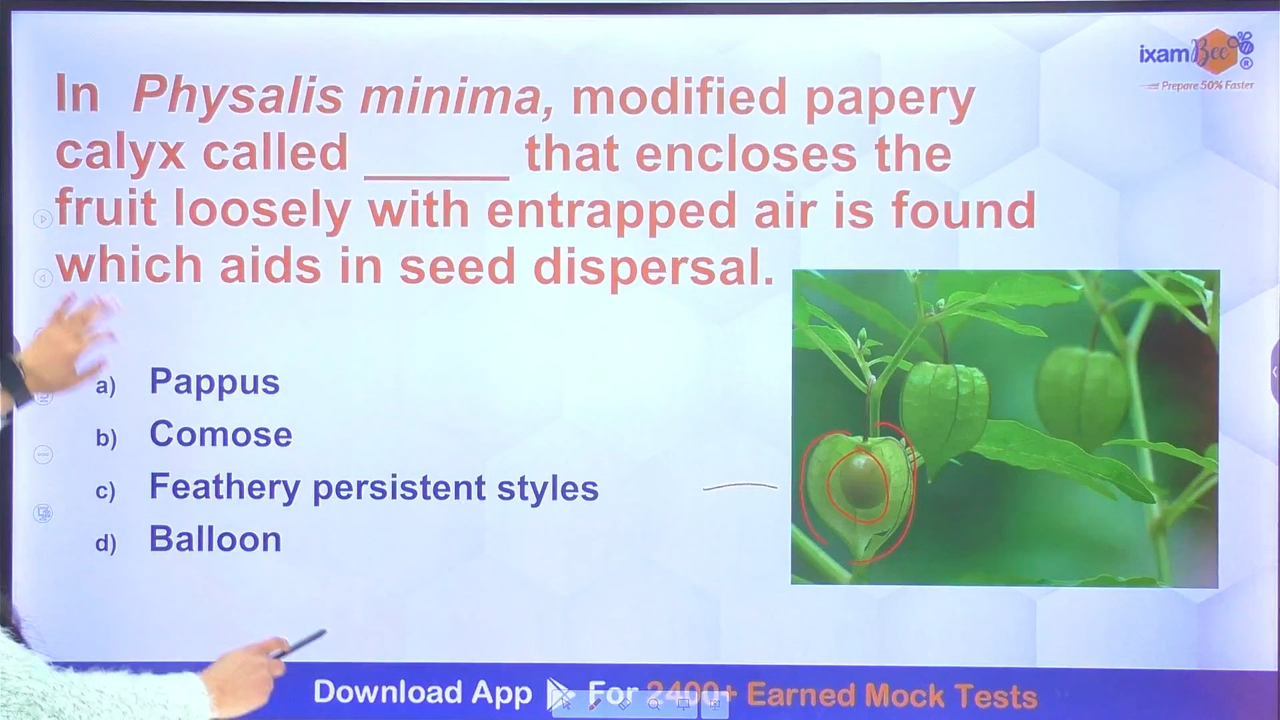 ixamBee®
Prepare 50% Faster
In Physalis minima, modified papery
calyx called _____ that encloses the
fruit loosely with entrapped air is found
which aids in seed dispersal.
a) Pappus
b) Comose
c) Feathery persistent styles
d) Balloon
Download App For 2400+ Earned Mock Tests